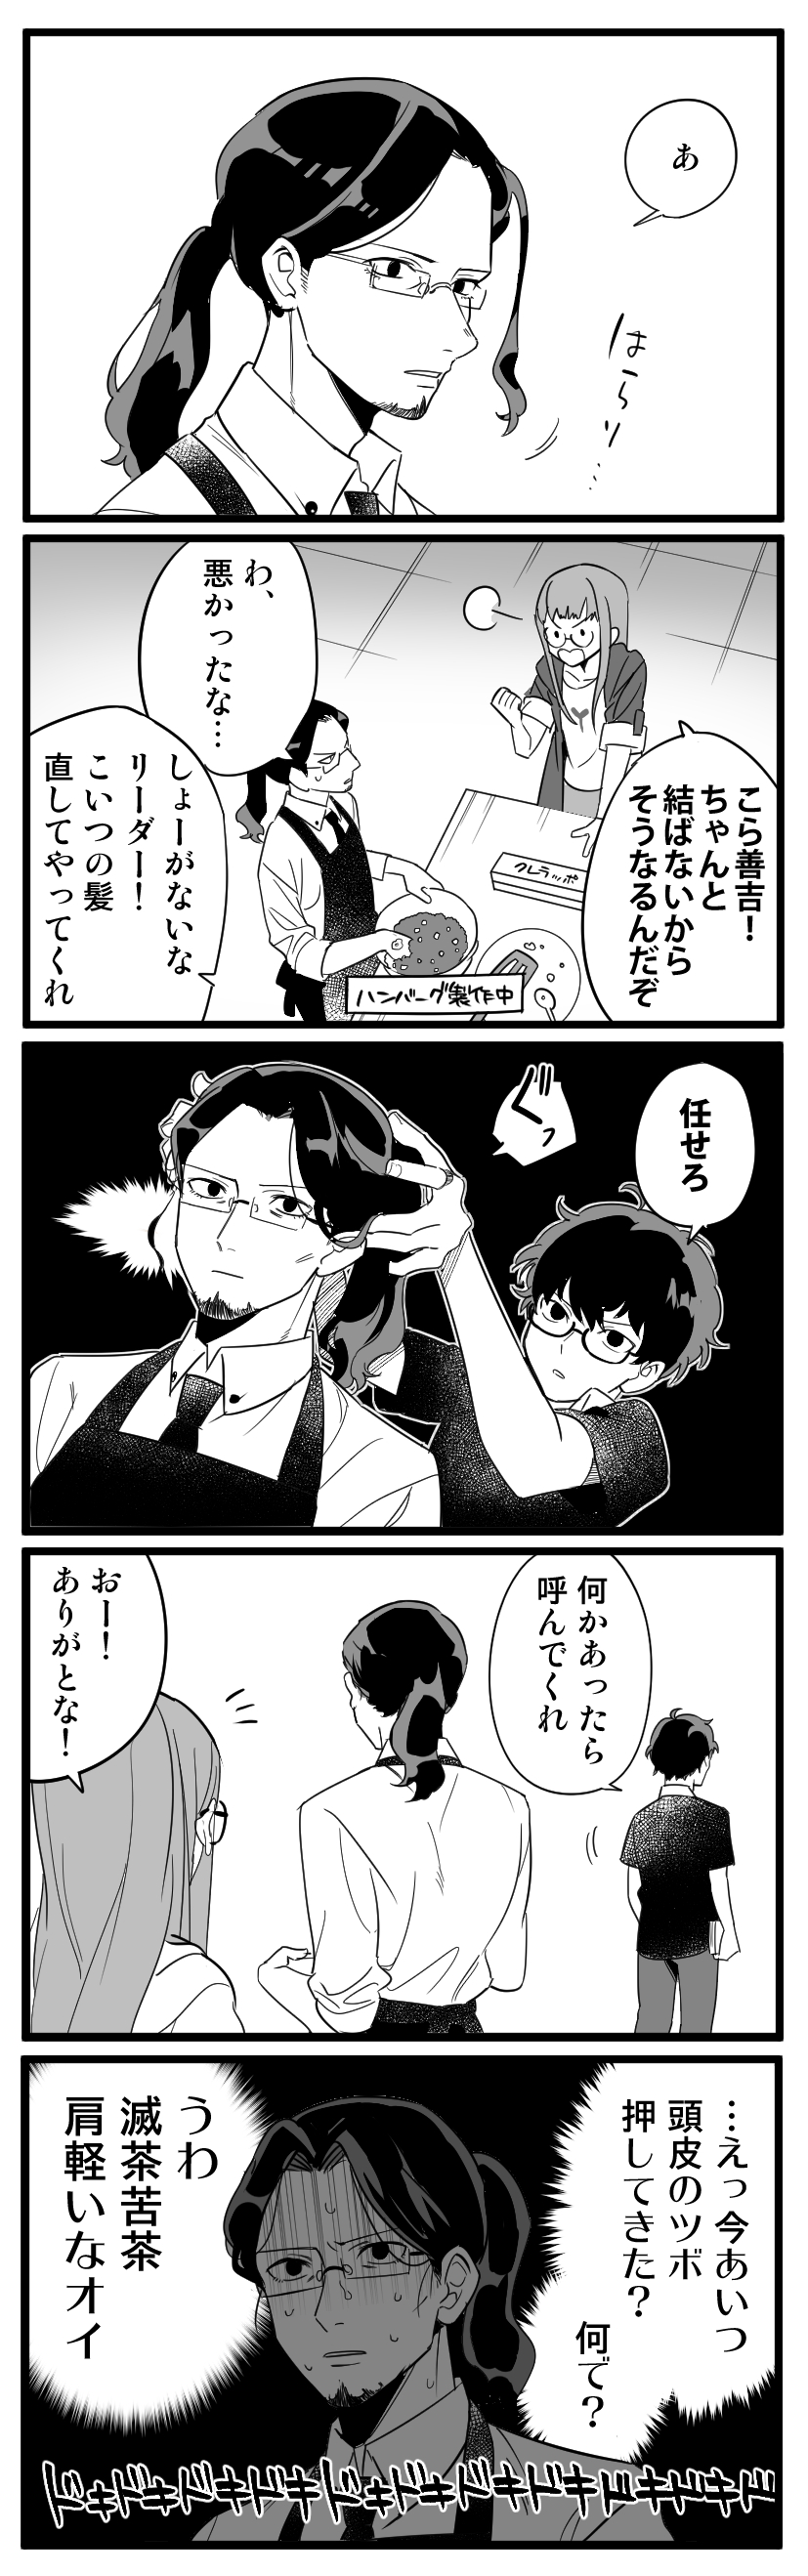 あ
はらり…
こら善吉！
ちゃんと
結ばないから
そうなるんだぞ
わ、
悪かったな…
しょーがないな
リーダー！
こいつの髪
直してやってくれ
クレラッポ
ハンバーグ製作中
任せろ
ぐっ
何かあったら
呼んでくれ
おー！
ありがとな！
…えっ今あいつ
頭皮のツボ
押してきた？
何で？
うわ
滅茶苦茶
肩軽いなオイ
ドキドキドキドキドキドキドキドキドキドキドキ